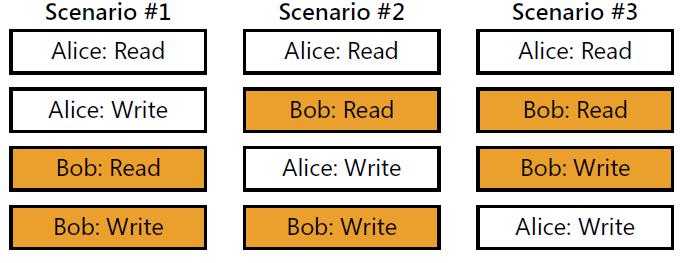 Scenario #1
Alice: Read
Alice: Write
Bob: Read
Bob: Write
Scenario #2
Alice: Read
Bob: Read
Alice: Write
Bob: Write
Scenario #3
Alice: Read
Bob: Read
Bob: Write
Alice: Write